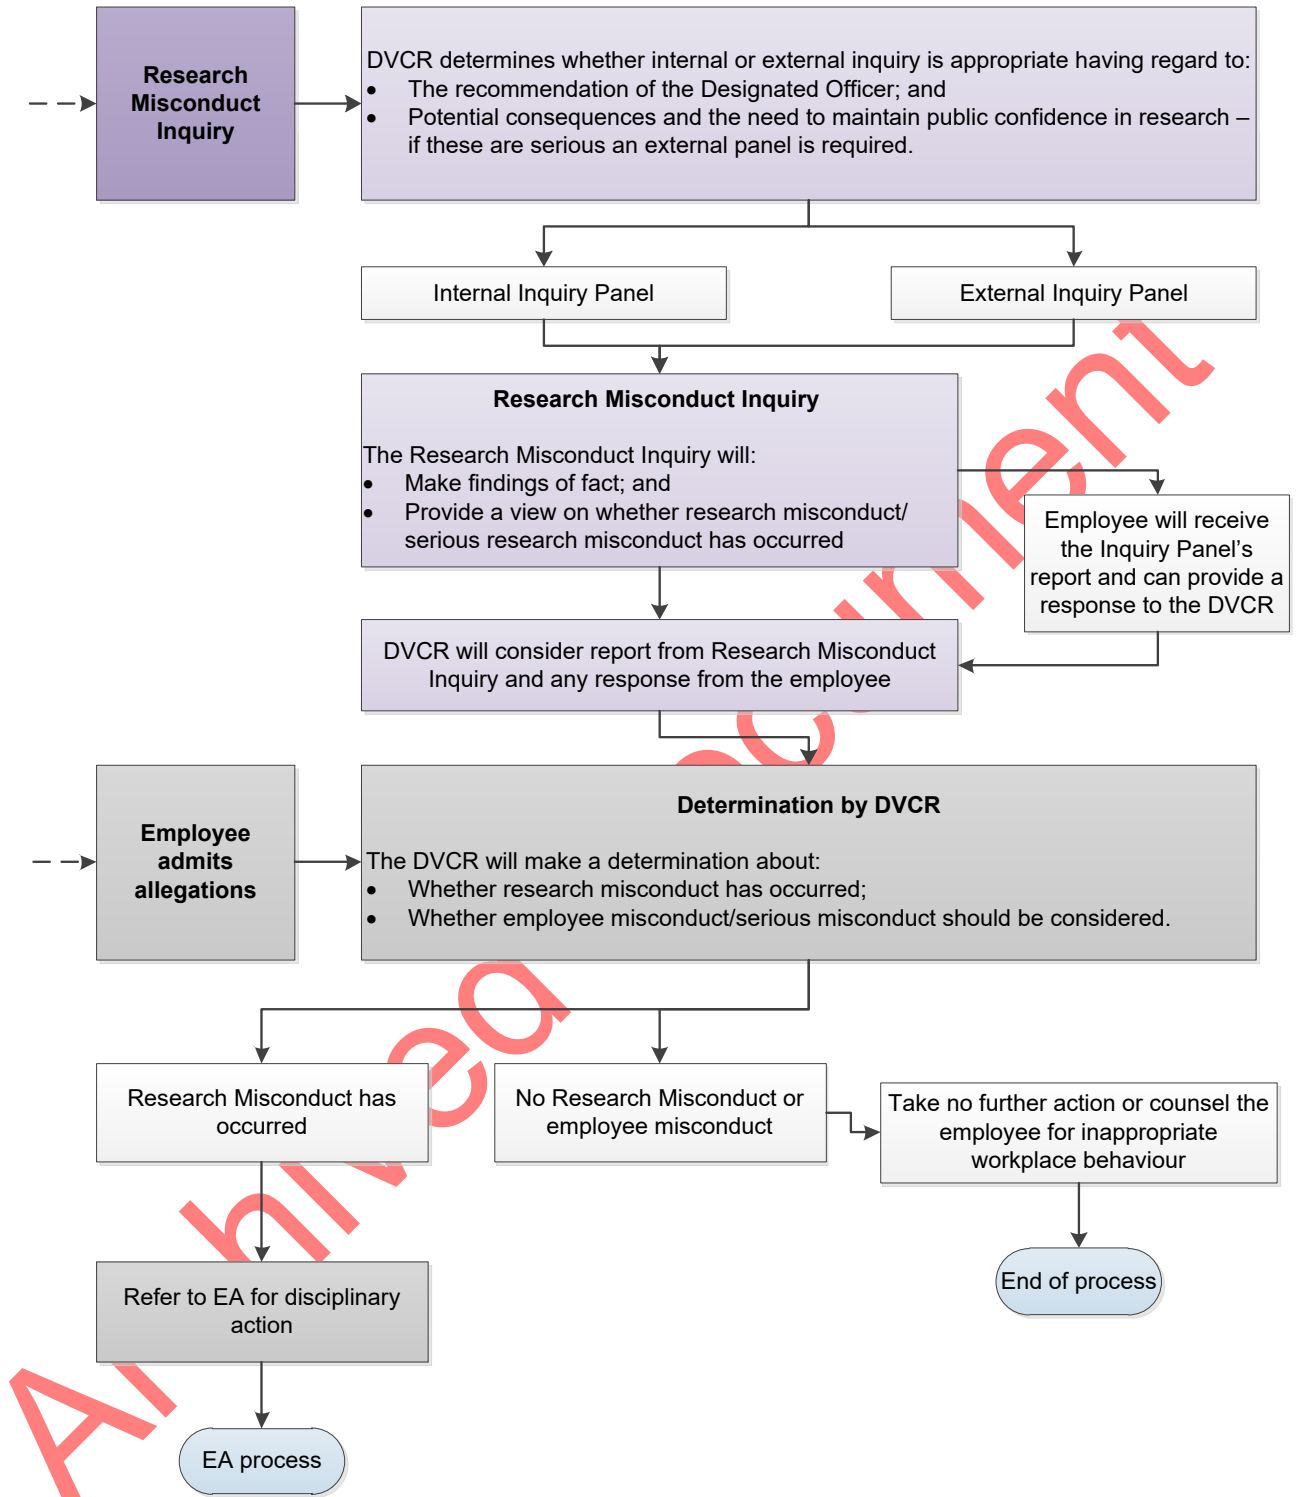 Research
Misconduct
Inquiry
DVCR determines whether internal or external inquiry is appropriate having regard to:
• The recommendation of the Designated Officer; and
• Potential consequences and the need to maintain public confidence in research –
if these are serious an external panel is required.
Internal Inquiry Panel
External Inquiry Panel
Research Misconduct Inquiry
The Research Misconduct Inquiry will:
• Make findings of fact; and
• Provide a view on whether research misconduct/
serious research misconduct has occurred
Employee will receive
the Inquiry Panel’s
report and can provide a
response to the DVCR
DVCR will consider report from Research Misconduct
Inquiry and any response from the employee
Employee
admits
allegations
Determination by DVCR
The DVCR will make a determination about:
• Whether research misconduct has occurred;
• Whether employee misconduct/serious misconduct should be considered.
Research Misconduct has
occurred
No Research Misconduct or
employee misconduct
Take no further action or counsel the
employee for inappropriate
workplace behaviour
Refer to EA for disciplinary
action
End of process
EA process
Archived Document